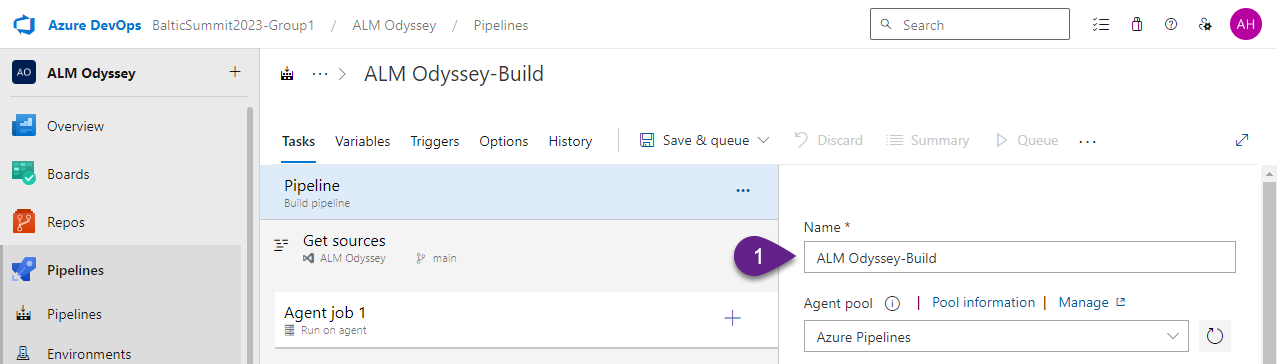 Azure DevOps BalticSummit2023-Group1 / ALM Odyssey / Pipelines Search AH
AO ALM Odyssey +
Overview
Boards
Repos
Pipelines
Pipelines
Environments
... > ALM Odyssey-Build
Tasks Variables Triggers Options History Save & queue Discard Summary Queue ...
Pipeline ...
Build pipeline
Get sources
ALM Odyssey main
Agent job 1 +
Run on agent
Name *
1 ALM Odyssey-Build
Agent pool | Pool information | Manage
Azure Pipelines